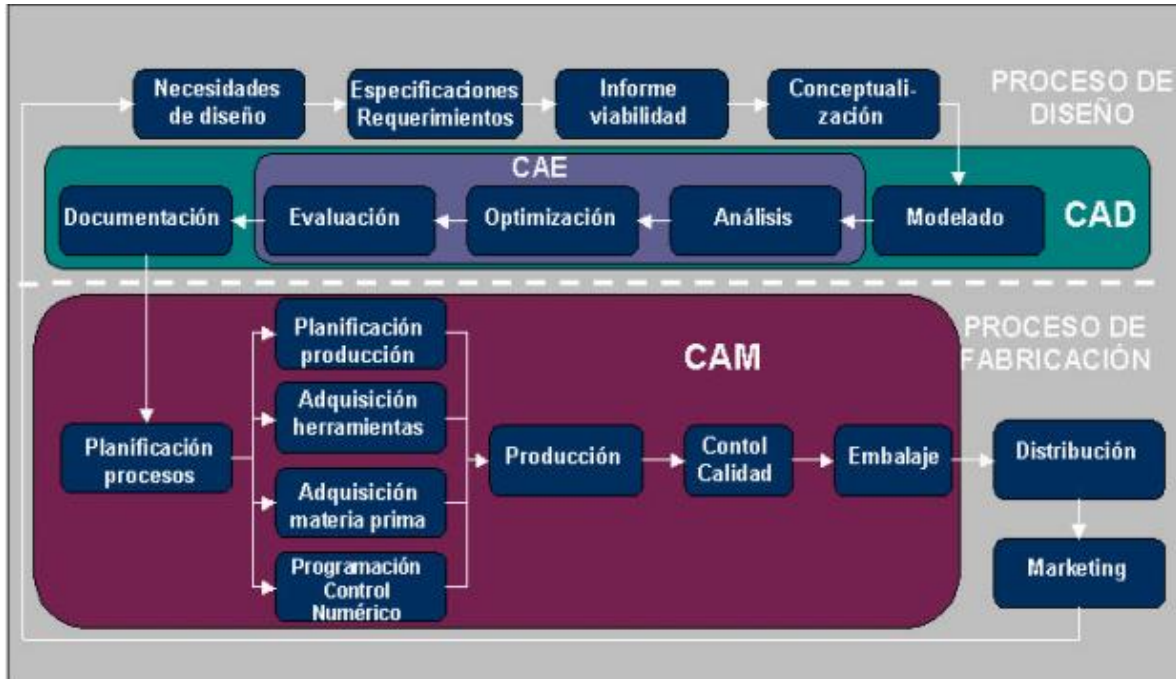 Necesidades
de diseño
Especificaciones
Requerimientos
Informe
viabilidad
Conceptuali-
zación
PROCESO DE
DISEÑO
CAE
Documentación
Evaluación
Optimización
Análisis
Modelado
CAD
Planificación
producción
CAM
PROCESO DE
FABRICACIÓN
Adquisición
herramientas
Planificación
procesos
Producción
Contol
Calidad
Embalaje
Distribución
Adquisición
materia prima
Programación
Control
Numérico
Marketing